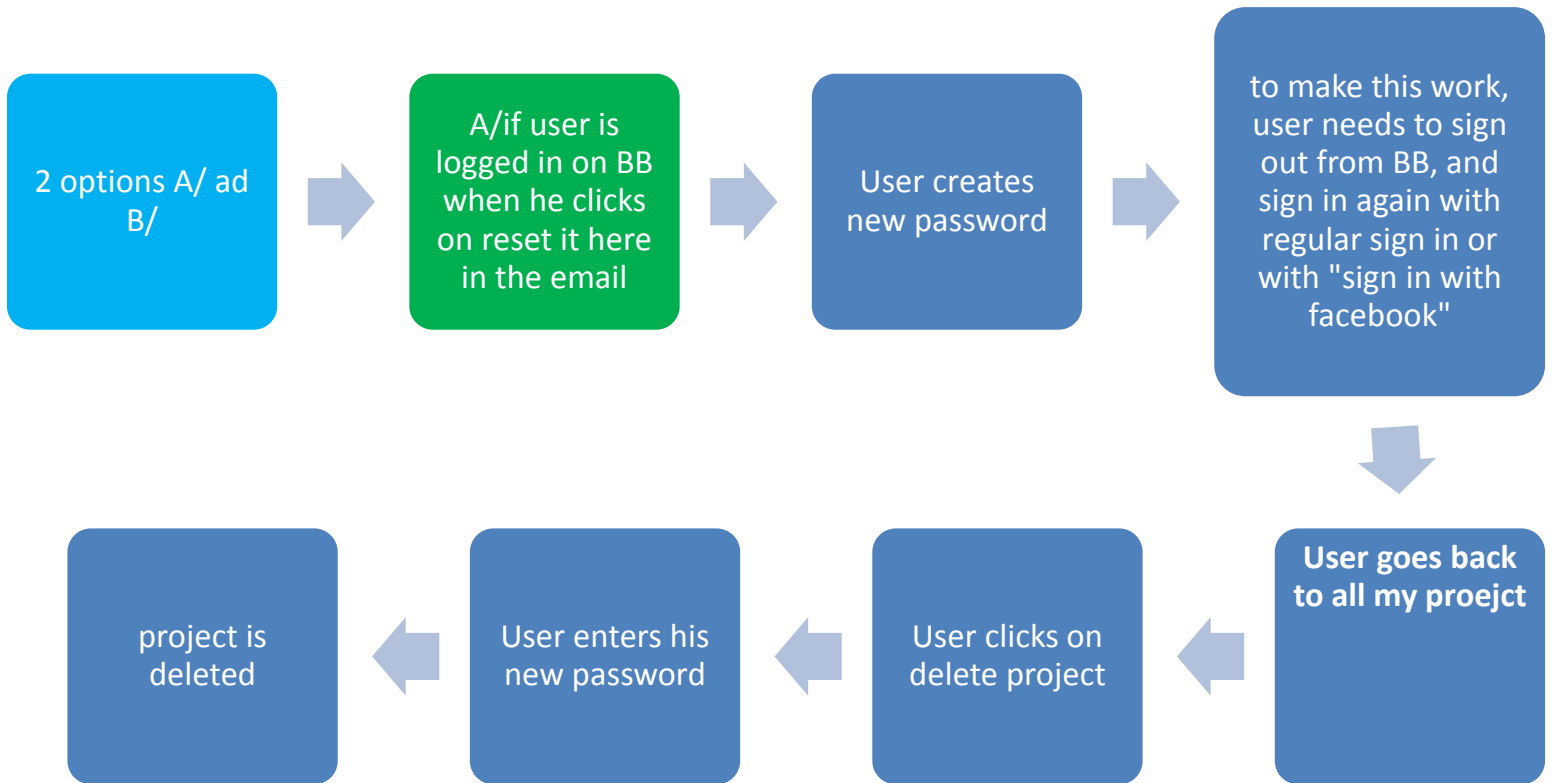 2 options A/ ad
B/
A/if user is
logged in on BB
when he clicks
on reset it here
in the email
User creates
new password
to make this work,
user needs to sign
out from BB, and
sign in again with
regular sign in or
with "sign in with
facebook"
User goes back
to all my proejct
User clicks on
delete project
User enters his
new password
project is
deleted